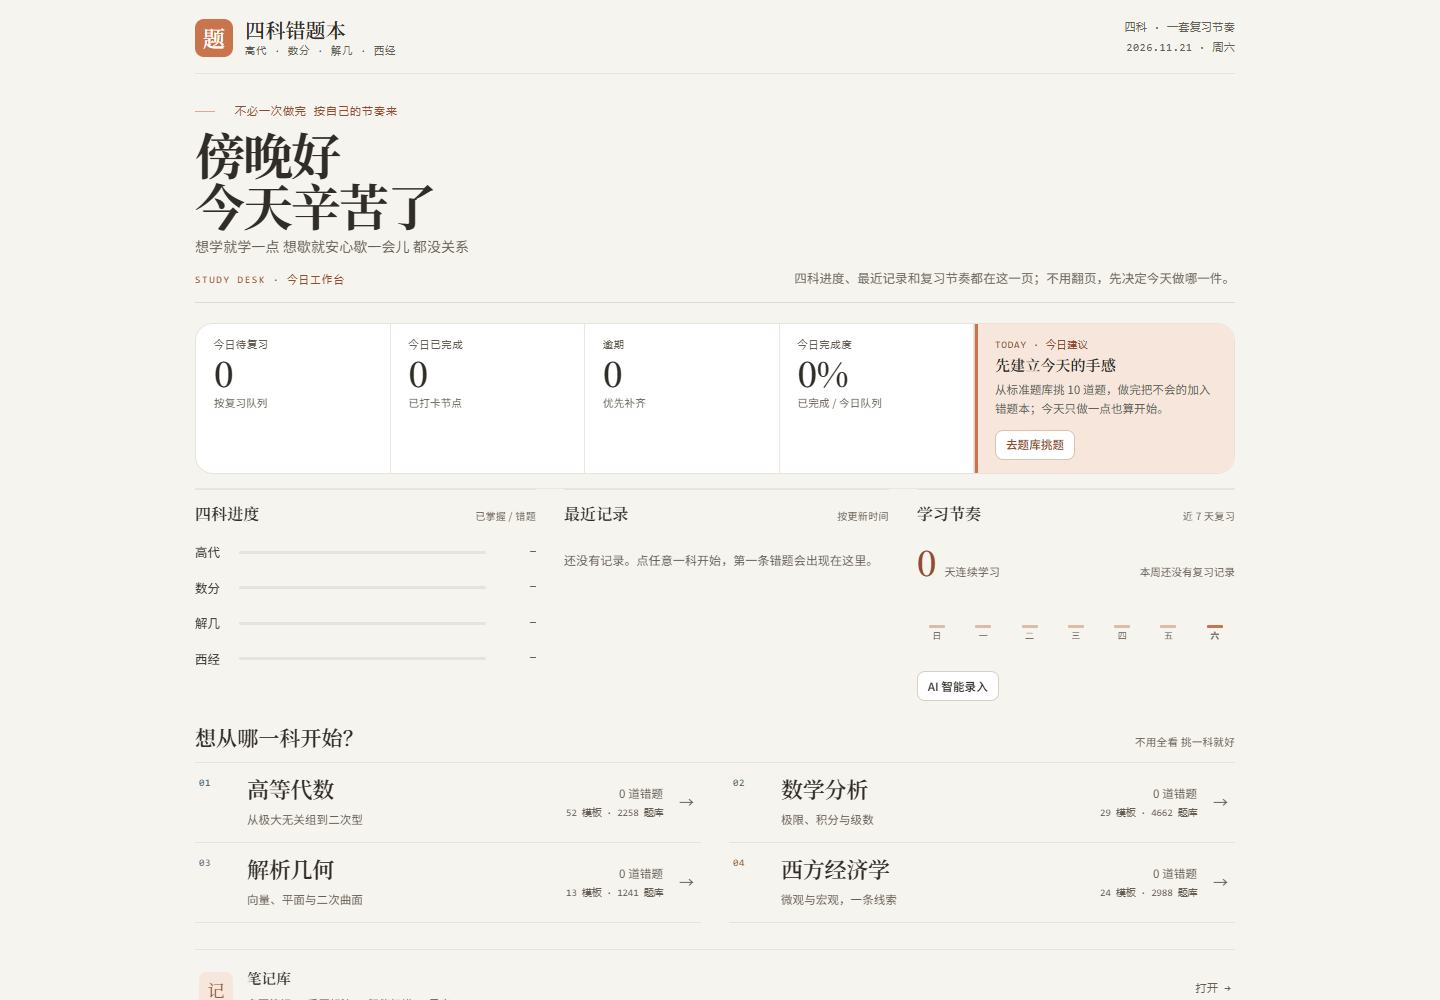 题
四科错题本
高代 · 数分 · 解几 · 西经
四科 · 一套复习节奏
2026.11.21 · 周六
不必一次做完 按自己的节奏来
傍晚好
今天辛苦了
想学就学一点 想歇就安心歇一会儿 都没关系
STUDY DESK · 今日工作台
四科进度、最近记录和复习节奏都在这一页；不用翻页，先决定今天做哪一件。
今日待复习
0
按复习队列
今日已完成
0
已打卡节点
逾期
0
优先补齐
今日完成度
0%
已完成 / 今日队列
TODAY · 今日建议
先建立今天的手感
从标准题库挑 10 道题，做完把不会的加入
错题本；今天只做一点也算开始。
去题库挑题
四科进度
已掌握 / 错题
高代 –
数分 –
解几 –
西经 –
最近记录
按更新时间
还没有记录。点任意一科开始，第一条错题会出现在这里。
学习节奏
近 7 天复习
0 天连续学习
本周还没有复习记录
日 一 二 三 四 五 六
AI 智能录入
想从哪一科开始？
不用全看 挑一科就好
01
高等代数
从极大无关组到二次型
0 道错题
52 模板 · 2258 题库
→
02
数学分析
极限、积分与级数
0 道错题
29 模板 · 4662 题库
→
03
解析几何
向量、平面与二次曲面
0 道错题
13 模板 · 1241 题库
→
04
西方经济学
微观与宏观，一条线索
0 道错题
24 模板 · 2988 题库
→
记
笔记库
打开 →